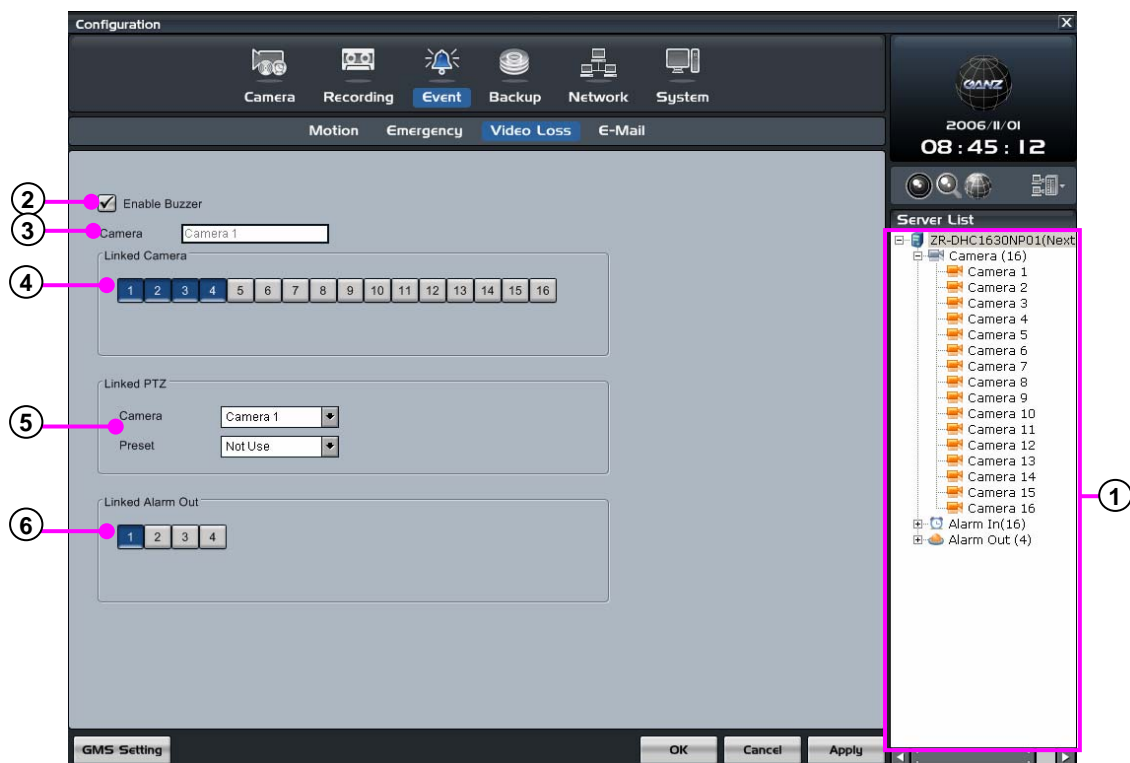 Configuration X
Camera Recording Event Backup Network System
Motion Emergency Video Loss E-Mail
GANZ
2006/11/01
08:45:12
2 Enable Buzzer
3 Camera Camera 1
Linked Camera
4 1 2 3 4 5 6 7 8 9 10 11 12 13 14 15 16
Linked PTZ
5 Camera Camera 1
Preset Not Use
Linked Alarm Out
6 1 2 3 4
Server List
ZR-DHC1630NP01(Next
Camera (16)
Camera 1
Camera 2
Camera 3
Camera 4
Camera 5
Camera 6
Camera 7
Camera 8
Camera 9
Camera 10
Camera 11
Camera 12
Camera 13
Camera 14
Camera 15
Camera 16
Alarm In(16)
Alarm Out (4)
1
GMS Setting OK Cancel Apply